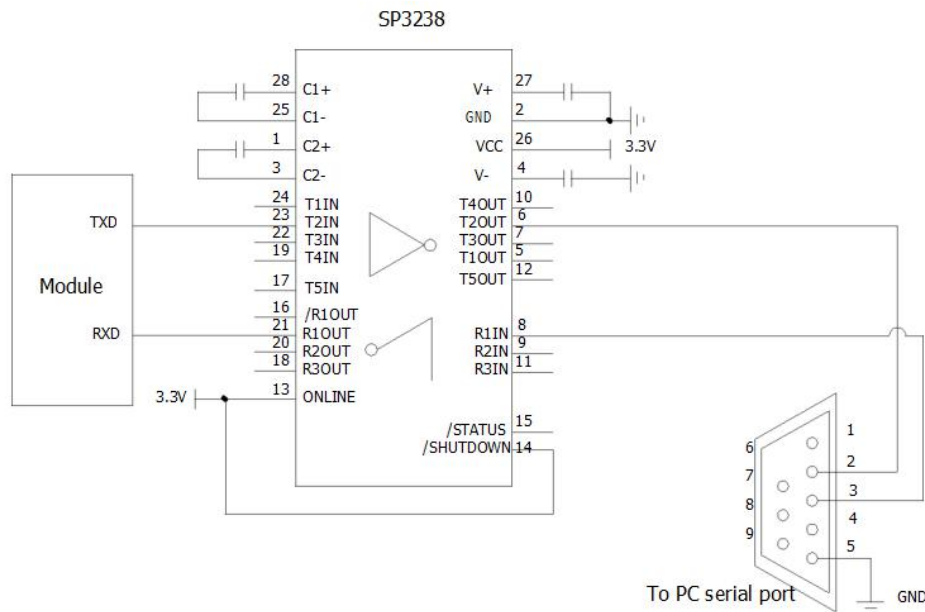 SP3238
28 C1+ V+ 27
25 C1- GND 2
1 C2+ VCC 26 3.3V
3 C2- V- 4
24 T1IN T4OUT 10
TXD 23 T2IN T2OUT 6
22 T3IN T3OUT 7
19 T4IN T1OUT 5
17 T5IN T5OUT 12
Module
16 /R1OUT
RXD 21 R1OUT R1IN 8
20 R2OUT R2IN 9
18 R3OUT R3IN 11
3.3V 13 ONLINE
/STATUS 15
/SHUTDOWN 14
1
6
2
7
3
8
4
9
5
To PC serial port
GND